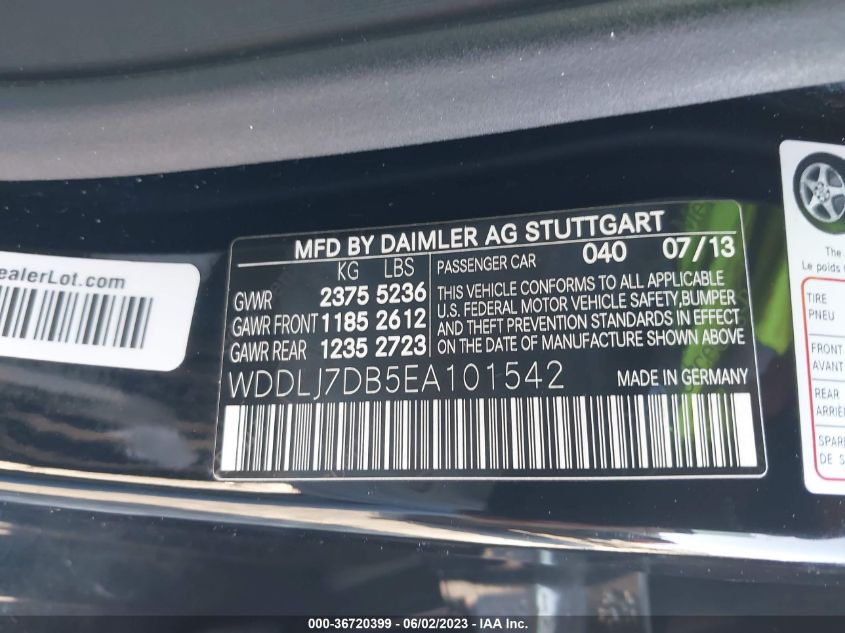 ealerLot.com
MFD BY DAIMLER AG STUTTGART
KG LBS
GVWR 2375 5236
GAWR FRONT 1185 2612
GAWR REAR 1235 2723
PASSENGER CAR 040 07/13
THIS VEHICLE CONFORMS TO ALL APPLICABLE
U.S. FEDERAL MOTOR VEHICLE SAFETY,BUMPER
AND THEFT PREVENTION STANDARDS IN EFFECT
ON THE DATE OF MANUFACTURE SHOWN ABOVE
WDDLJ7DB5EA101542 MADE IN GERMANY
The
Le poids
TIRE
PNEU
FRONT
AVANT
REAR
ARRIÈ
SPAR
DE S
000-36720399 - 06/02/2023 - IAA Inc.